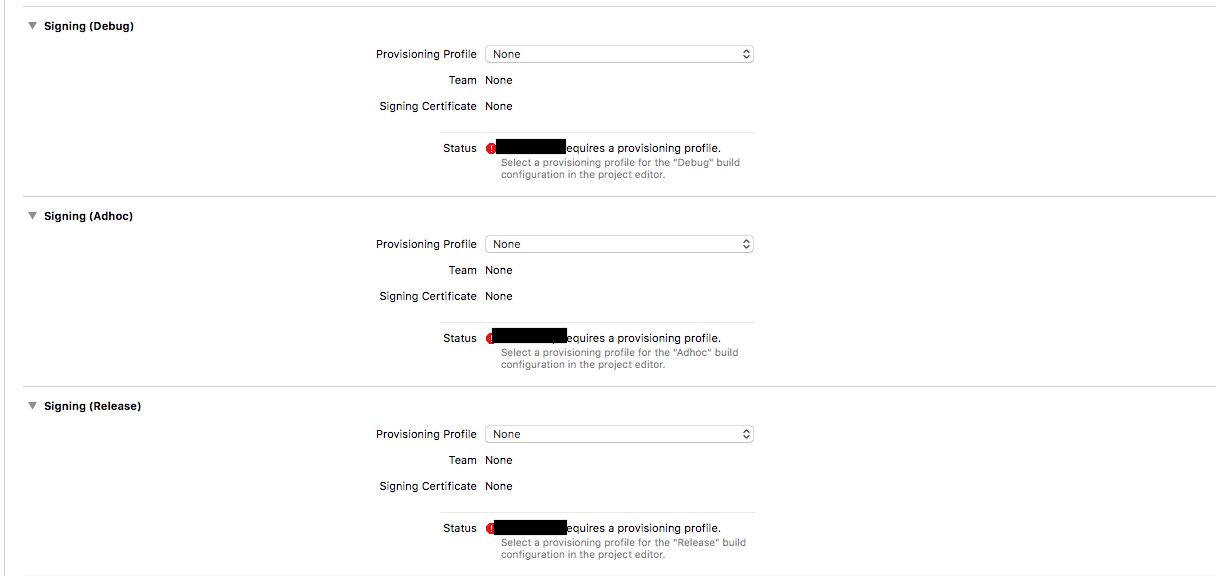 Signing (Debug)
Provisioning Profile None
Team None
Signing Certificate None
Status equires a provisioning profile.
Select a provisioning profile for the "Debug" build
configuration in the project editor.
Signing (Adhoc)
Provisioning Profile None
Team None
Signing Certificate None
Status equires a provisioning profile.
Select a provisioning profile for the "Adhoc" build
configuration in the project editor.
Signing (Release)
Provisioning Profile None
Team None
Signing Certificate None
Status equires a provisioning profile.
Select a provisioning profile for the "Release" build
configuration in the project editor.